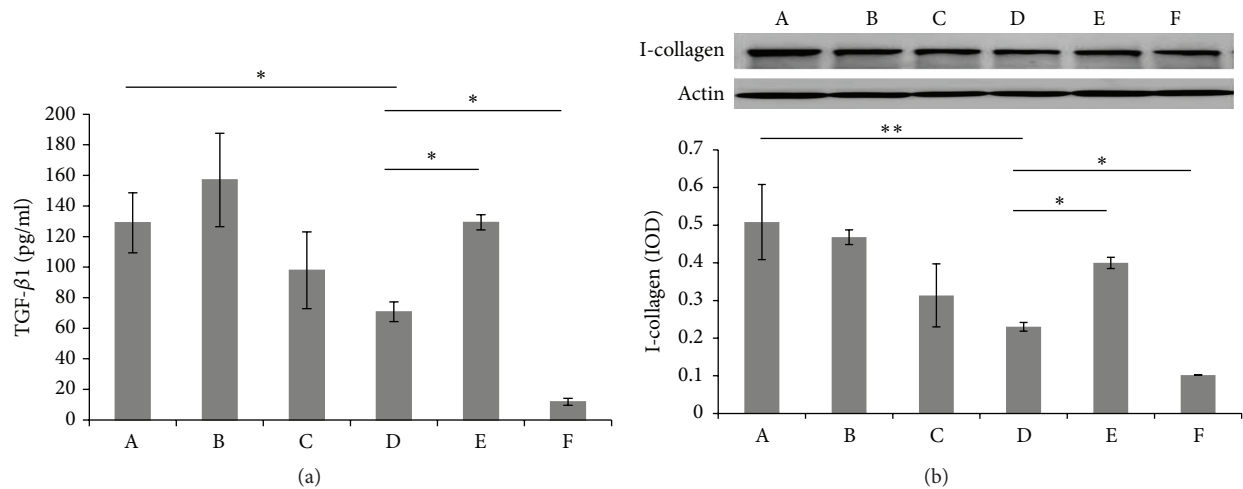 A B C D E F
I-collagen
Actin
*
*
*
200
180
160
140
120
100
80
60
40
20
0
TGF-β1 (pg/ml)
A B C D E F
(a)
**
*
*
0.7
0.6
0.5
0.4
0.3
0.2
0.1
0
I-collagen (IOD)
A B C D E F
(b)